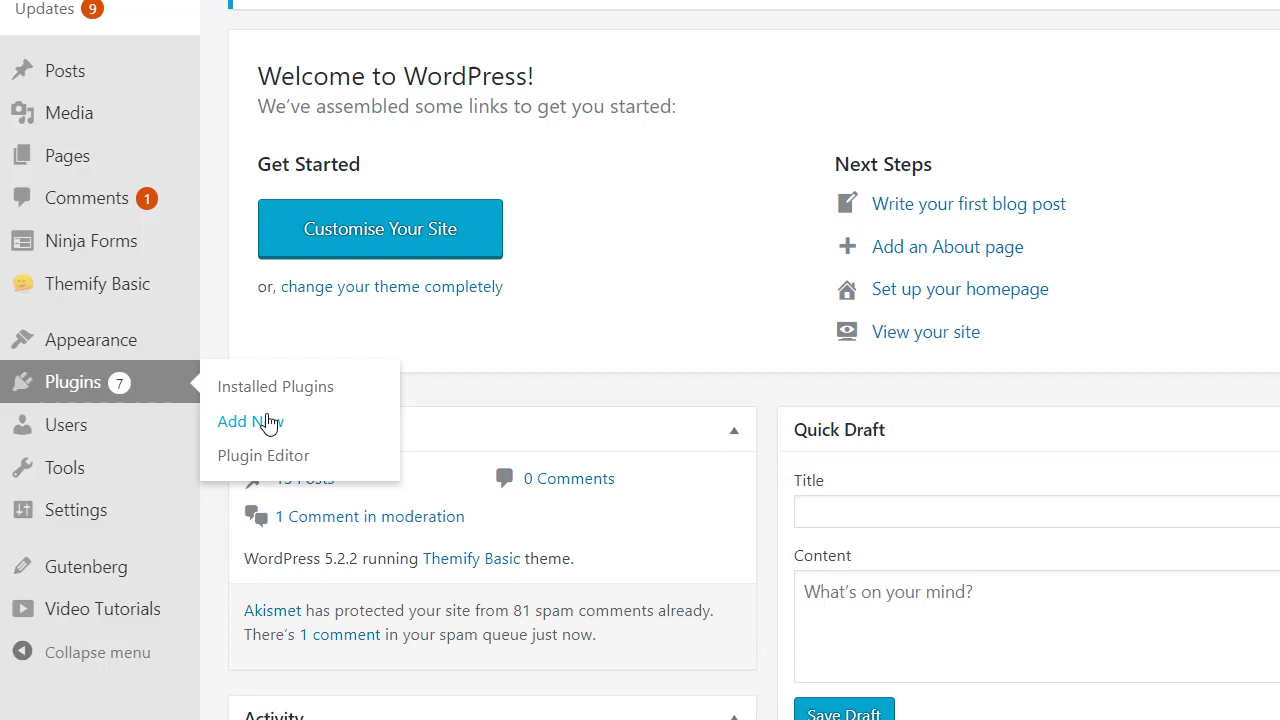 Updates 9
Posts
Media
Pages
Comments 1
Ninja Forms
Themify Basic
Appearance
Plugins 7
Users
Tools
Settings
Gutenberg
Video Tutorials
Collapse menu
Installed Plugins
Add New
Plugin Editor
Welcome to WordPress!
We've assembled some links to get you started:
Get Started
Customise Your Site
or, change your theme completely
Next Steps
Write your first blog post
Add an About page
Set up your homepage
View your site
Posts
0 Comments
1 Comment in moderation
WordPress 5.2.2 running Themify Basic theme.
Akismet has protected your site from 81 spam comments already.
There's 1 comment in your spam queue just now.
Activity
Quick Draft
Title
Content
What's on your mind?
Save Draft